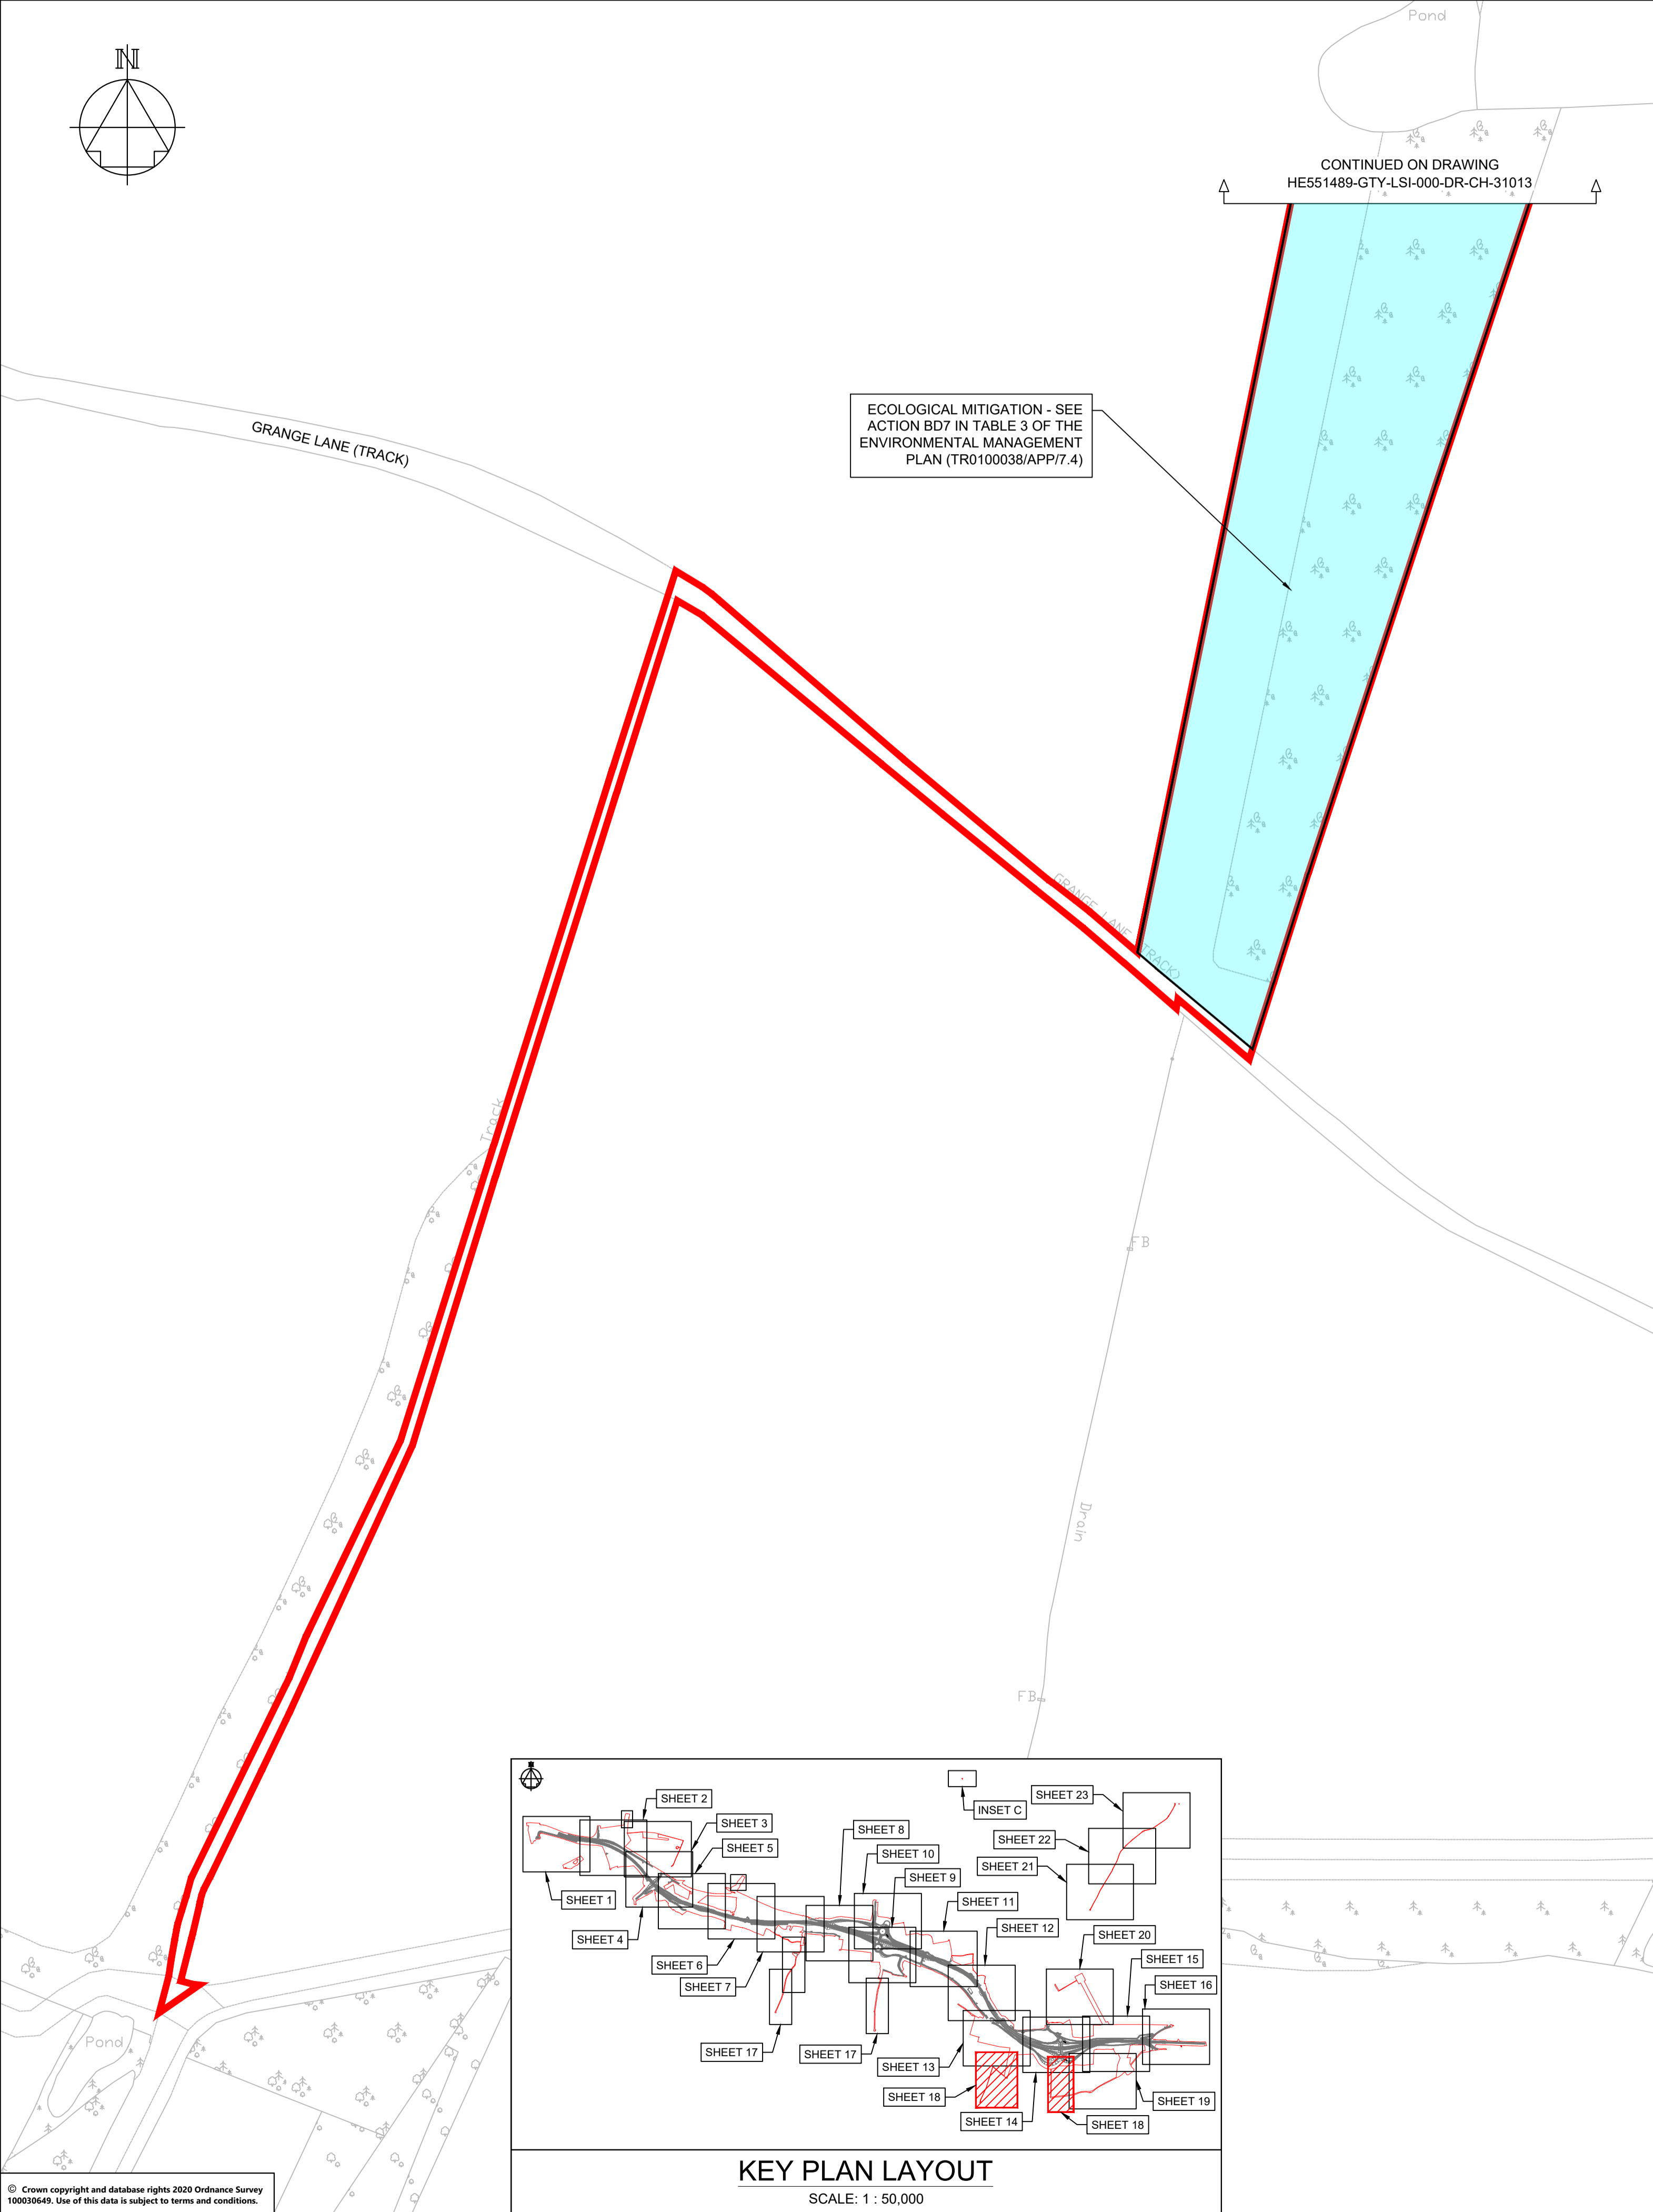 Pond
N
CONTINUED ON DRAWING
HE551489-GTY-LSI-000-DR-CH-31013
ECOLOGICAL MITIGATION - SEE
ACTION BD7 IN TABLE 3 OF THE
ENVIRONMENTAL MANAGEMENT
PLAN (TR0100038/APP/7.4)
GRANGE LANE (TRACK)
GRANGE LANE (TRACK)
Track
FB
Drain
FB
Pond
SHEET 2
SHEET 3
SHEET 5
SHEET 1
SHEET 4
SHEET 6
SHEET 7
SHEET 8
SHEET 10
SHEET 9
SHEET 11
SHEET 12
INSET C
SHEET 23
SHEET 22
SHEET 21
SHEET 20
SHEET 15
SHEET 16
SHEET 17
SHEET 17
SHEET 13
SHEET 18
SHEET 14
SHEET 18
SHEET 19
KEY PLAN LAYOUT
SCALE: 1 : 50,000
© Crown copyright and database rights 2020 Ordnance Survey
100030649. Use of this data is subject to terms and conditions.